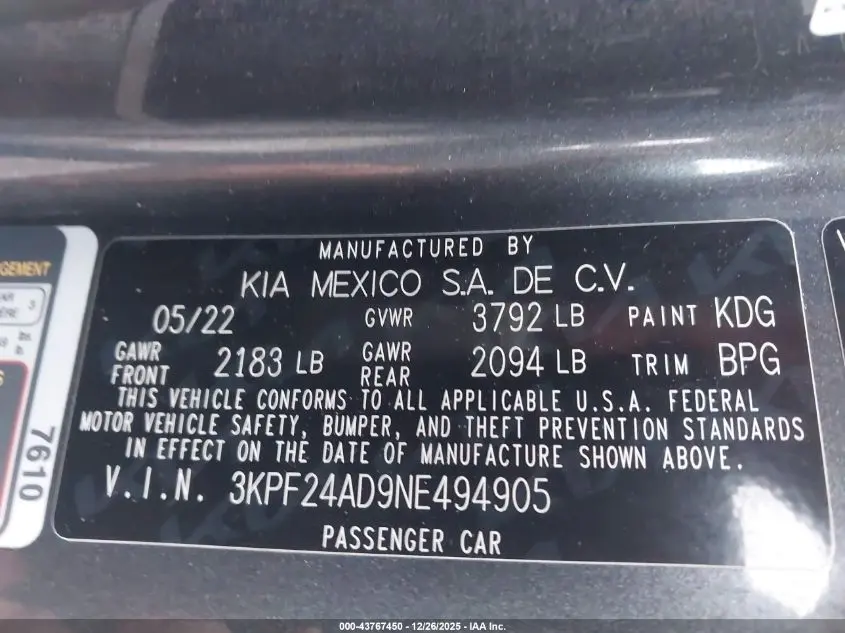 MANUFACTURED BY
KIA MEXICO S.A. DE C.V.
05/22 GVWR 3792 LB PAINT KDG
GAWR FRONT 2183 LB GAWR REAR 2094 LB TRIM BPG
THIS VEHICLE CONFORMS TO ALL APPLICABLE U.S.A. FEDERAL
MOTOR VEHICLE SAFETY, BUMPER, AND THEFT PREVENTION STANDARDS
IN EFFECT ON THE DATE OF MANUFACTURE SHOWN ABOVE.
V.I.N. 3KPF24AD9NE494905
PASSENGER CAR
7610
000-43767450 - 12/26/2025 - IAA Inc.